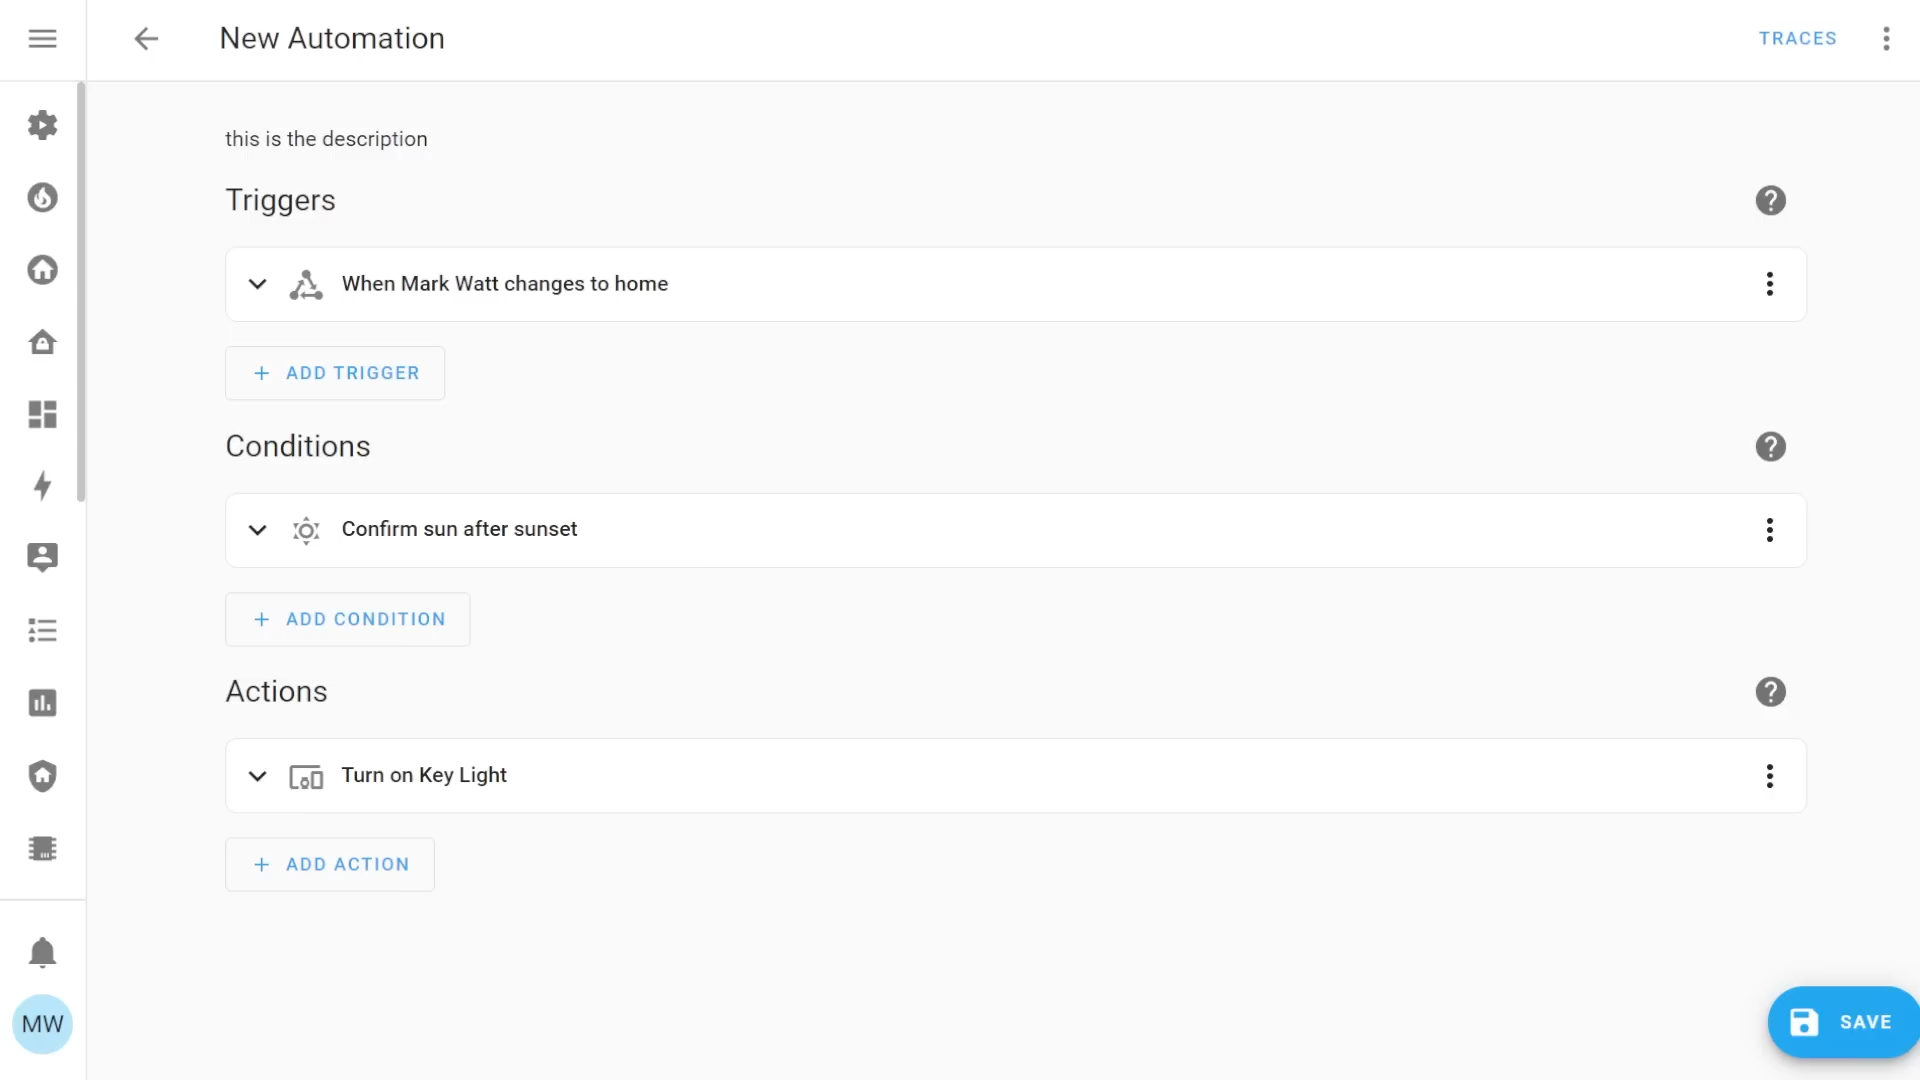 New Automation
TRACES
this is the description
Triggers
When Mark Watt changes to home
+ ADD TRIGGER
Conditions
Confirm sun after sunset
+ ADD CONDITION
Actions
Turn on Key Light
+ ADD ACTION
MW
SAVE